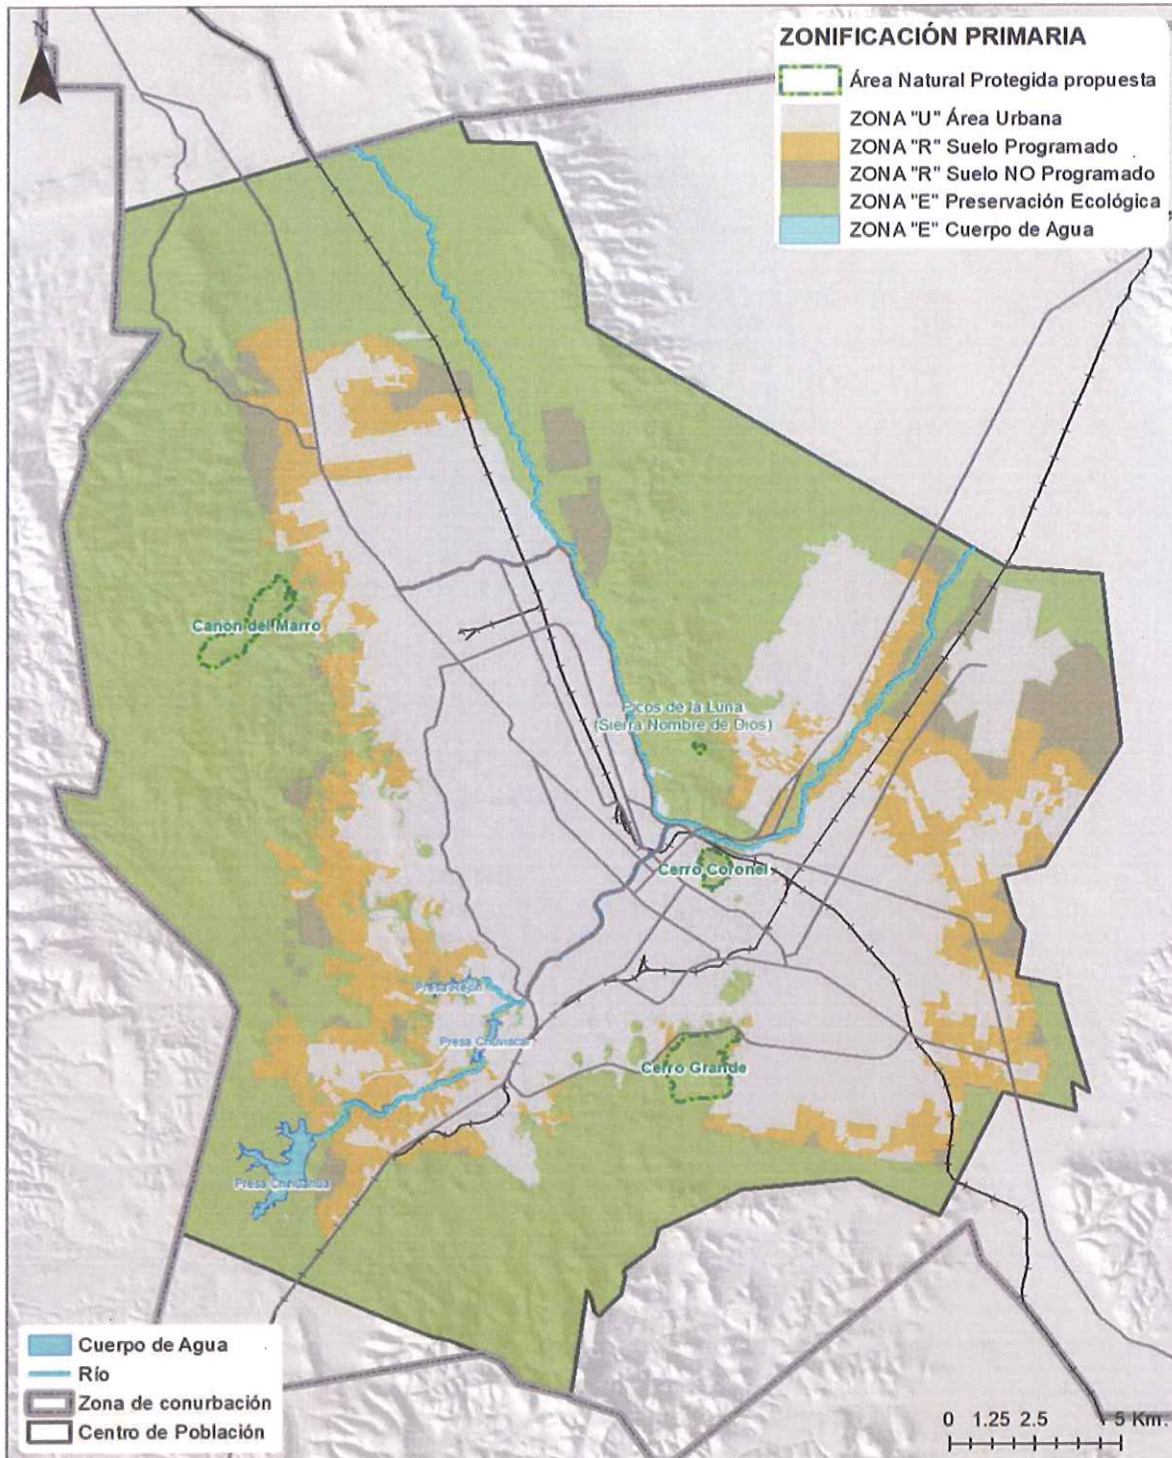 N
ZONIFICACIÓN PRIMARIA
Área Natural Protegida propuesta
ZONA "U" Área Urbana
ZONA "R" Suelo Programado
ZONA "R" Suelo NO Programado
ZONA "E" Preservación Ecológica
ZONA "E" Cuerpo de Agua
Cañón del Marro
Picos de la Luna
(Sierra Nombre de Dios)
Cerro Coronel
Presa Rejón
Presa Chuviscar
Cerro Grande
Presa Chihuahua
Cuerpo de Agua
Río
Zona de conurbación
Centro de Población
0 1.25 2.5 5 Km.